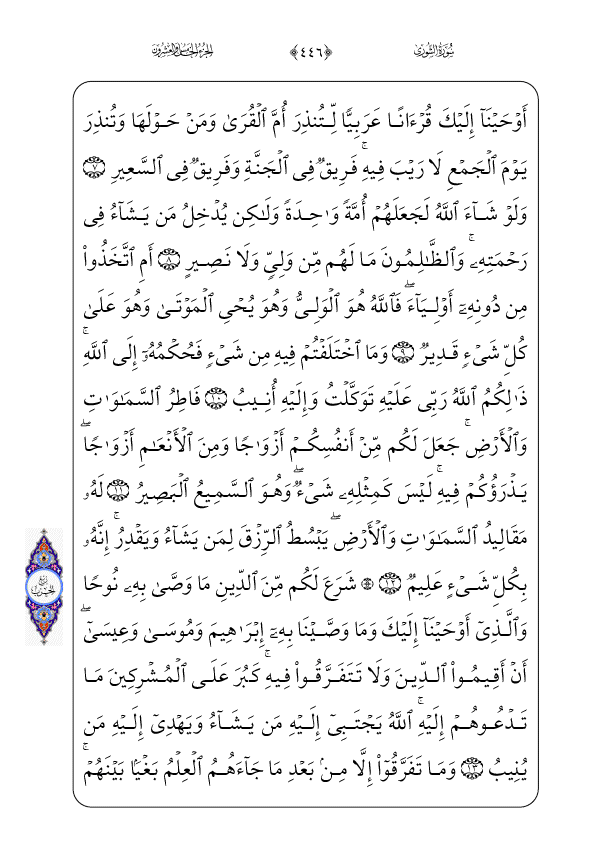 سُورَةُ الشُّورَىٰ ﴿٤٤٦﴾ الجُزْءُ الخَامِسُ وَالعِشْرُونَ
أَوْحَيْنَآ إِلَيْكَ قُرْءَانًا عَرَبِيًّا لِّتُنذِرَ أُمَّ ٱلْقُرَىٰ وَمَنْ حَوْلَهَا وَتُنذِرَ
يَوْمَ ٱلْجَمْعِ لَا رَيْبَ فِيهِ ۚ فَرِيقٌ فِى ٱلْجَنَّةِ وَفَرِيقٌ فِى ٱلسَّعِيرِ ٧
وَلَوْ شَآءَ ٱللَّهُ لَجَعَلَهُمْ أُمَّةً وَٰحِدَةً وَلَٰكِن يُدْخِلُ مَن يَشَآءُ فِى
رَحْمَتِهِۦ ۚ وَٱلظَّٰلِمُونَ مَا لَهُم مِّن وَلِىٍّ وَلَا نَصِيرٍ ٨ أَمِ ٱتَّخَذُوا۟
مِن دُونِهِۦٓ أَوْلِيَآءَ ۖ فَٱللَّهُ هُوَ ٱلْوَلِىُّ وَهُوَ يُحْىِ ٱلْمَوْتَىٰ وَهُوَ عَلَىٰ
كُلِّ شَىْءٍ قَدِيرٌ ٩ وَمَا ٱخْتَلَفْتُمْ فِيهِ مِن شَىْءٍ فَحُكْمُهُۥٓ إِلَى ٱللَّهِ ۚ
ذَٰلِكُمُ ٱللَّهُ رَبِّى عَلَيْهِ تَوَكَّلْتُ وَإِلَيْهِ أُنِيبُ ١٠ فَاطِرُ ٱلسَّمَٰوَٰتِ
وَٱلْأَرْضِ ۚ جَعَلَ لَكُم مِّنْ أَنفُسِكُمْ أَزْوَٰجًا وَمِنَ ٱلْأَنْعَٰمِ أَزْوَٰجًا ۖ
يَذْرَؤُكُمْ فِيهِ ۚ لَيْسَ كَمِثْلِهِۦ شَىْءٌ ۖ وَهُوَ ٱلسَّمِيعُ ٱلْبَصِيرُ ١١ لَهُۥ
مَقَالِيدُ ٱلسَّمَٰوَٰتِ وَٱلْأَرْضِ ۖ يَبْسُطُ ٱلرِّزْقَ لِمَن يَشَآءُ وَيَقْدِرُ ۚ إِنَّهُۥ
بِكُلِّ شَىْءٍ عَلِيمٌ ١٢ ۞ شَرَعَ لَكُم مِّنَ ٱلدِّينِ مَا وَصَّىٰ بِهِۦ نُوحًا
وَٱلَّذِىٓ أَوْحَيْنَآ إِلَيْكَ وَمَا وَصَّيْنَا بِهِۦٓ إِبْرَٰهِيمَ وَمُوسَىٰ وَعِيسَىٰٓ ۖ
أَنْ أَقِيمُوا۟ ٱلدِّينَ وَلَا تَتَفَرَّقُوا۟ فِيهِ ۚ كَبُرَ عَلَى ٱلْمُشْرِكِينَ مَا
تَدْعُوهُمْ إِلَيْهِ ۚ ٱللَّهُ يَجْتَبِىٓ إِلَيْهِ مَن يَشَآءُ وَيَهْدِىٓ إِلَيْهِ مَن
يُنِيبُ ١٣ وَمَا تَفَرَّقُوٓا۟ إِلَّا مِنۢ بَعْدِ مَا جَآءَهُمُ ٱلْعِلْمُ بَغْيًۢا بَيْنَهُمْ ۚ
رُبْعُ
الحِزْبِ